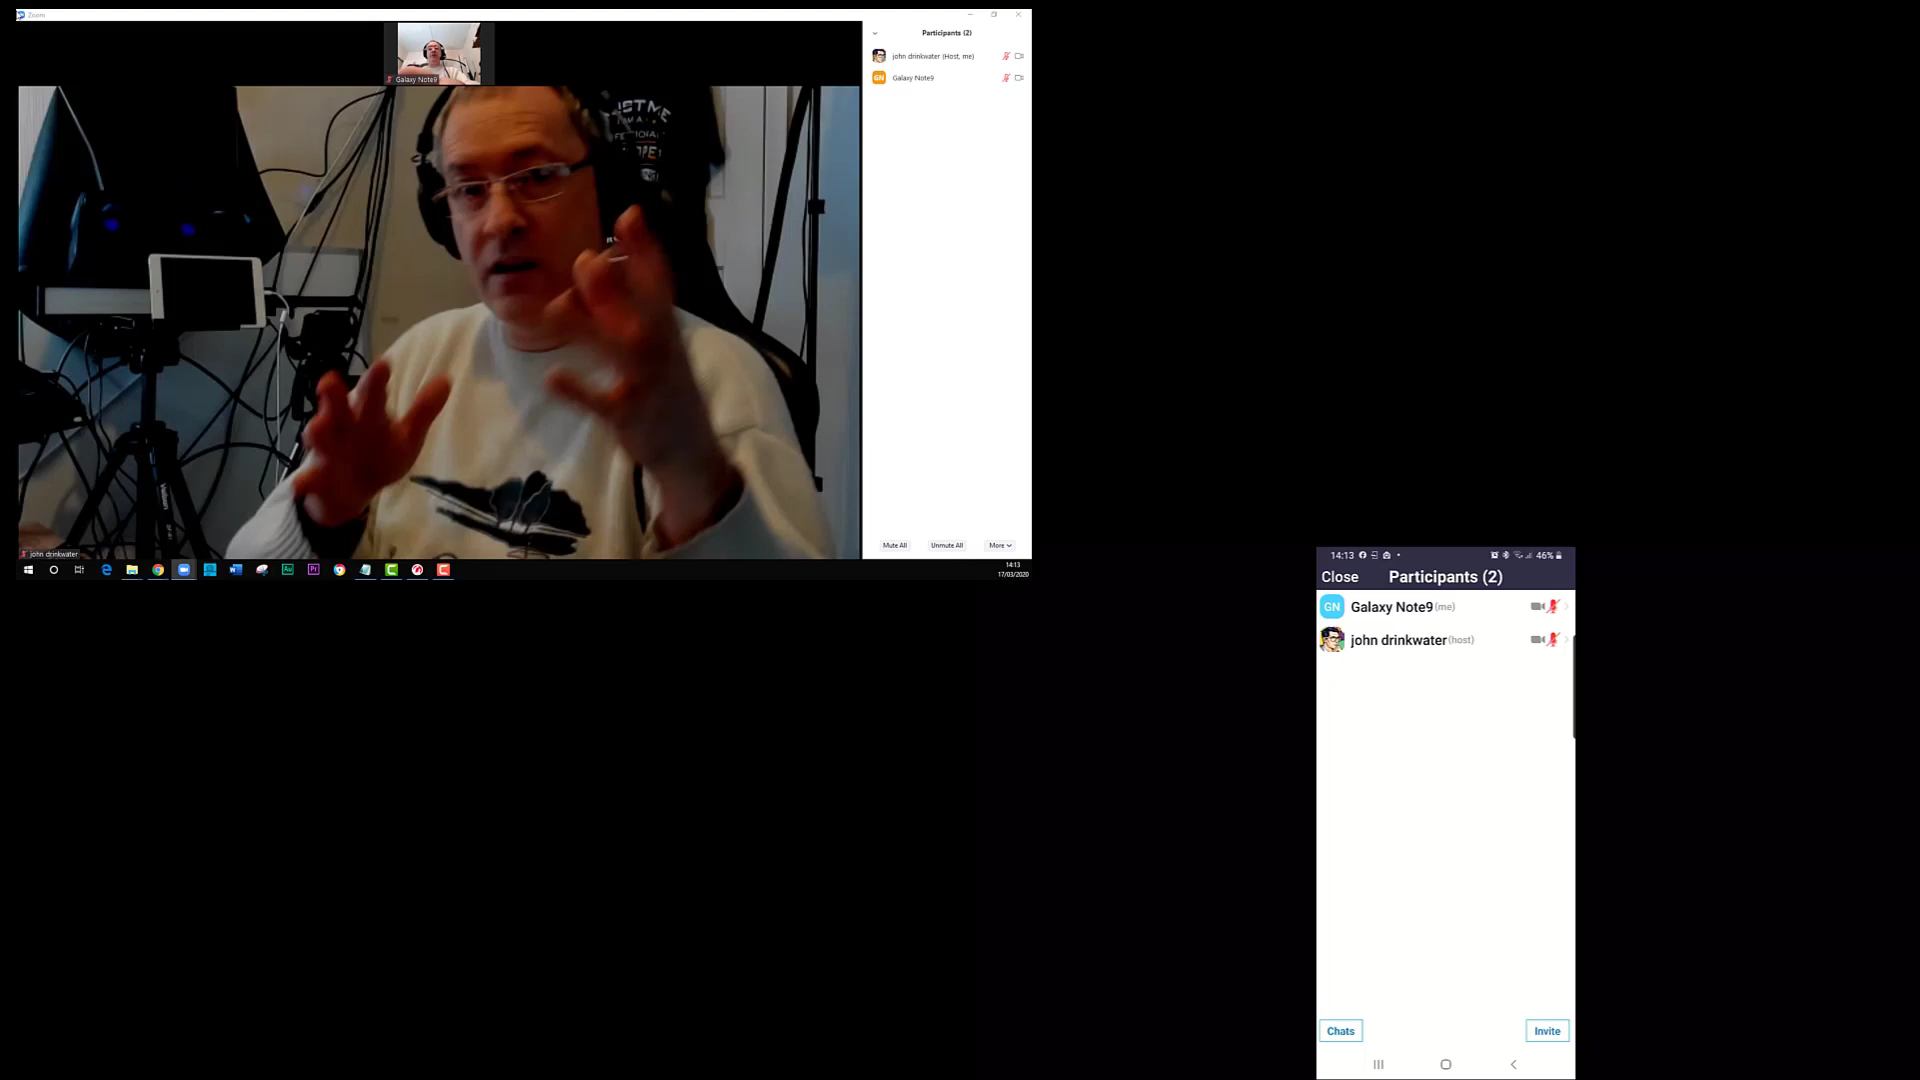 Zoom
Galaxy Note9
Participants (2)
john drinkwater (Host, me)
GN
Galaxy Note9
john drinkwater
Mute All
Unmute All
More
Au
Pr
14:13
17/03/2020
14:13
46%
Close
Participants (2)
GN
Galaxy Note9(me)
john drinkwater(host)
Chats
Invite